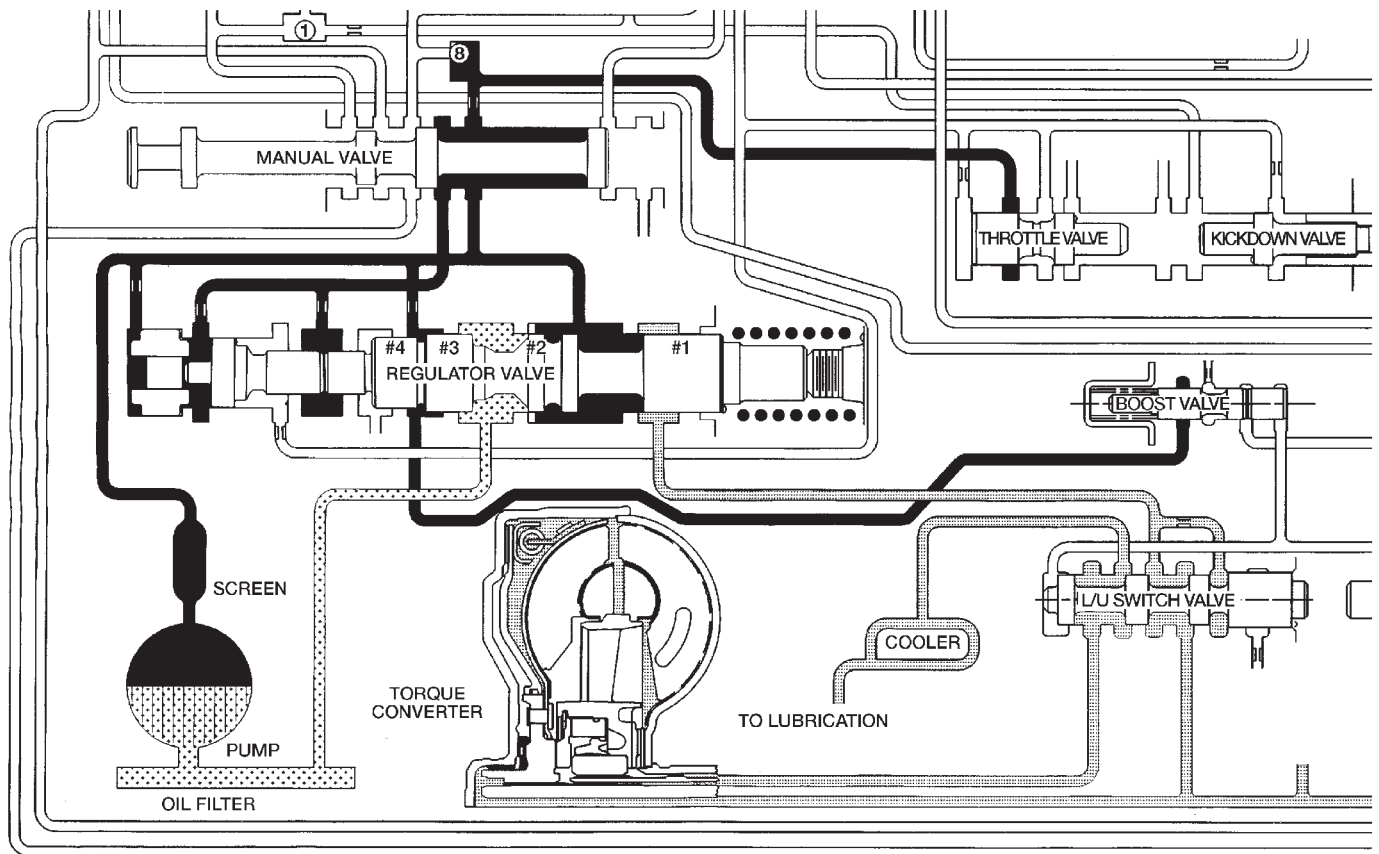 ①
⑧
MANUAL VALVE
THROTTLE VALVE
KICKDOWN VALVE
#4
#3
#2
#1
REGULATOR VALVE
BOOST VALVE
SCREEN
L/U SWITCH VALVE
COOLER
TORQUE
CONVERTER
TO LUBRICATION
PUMP
OIL FILTER